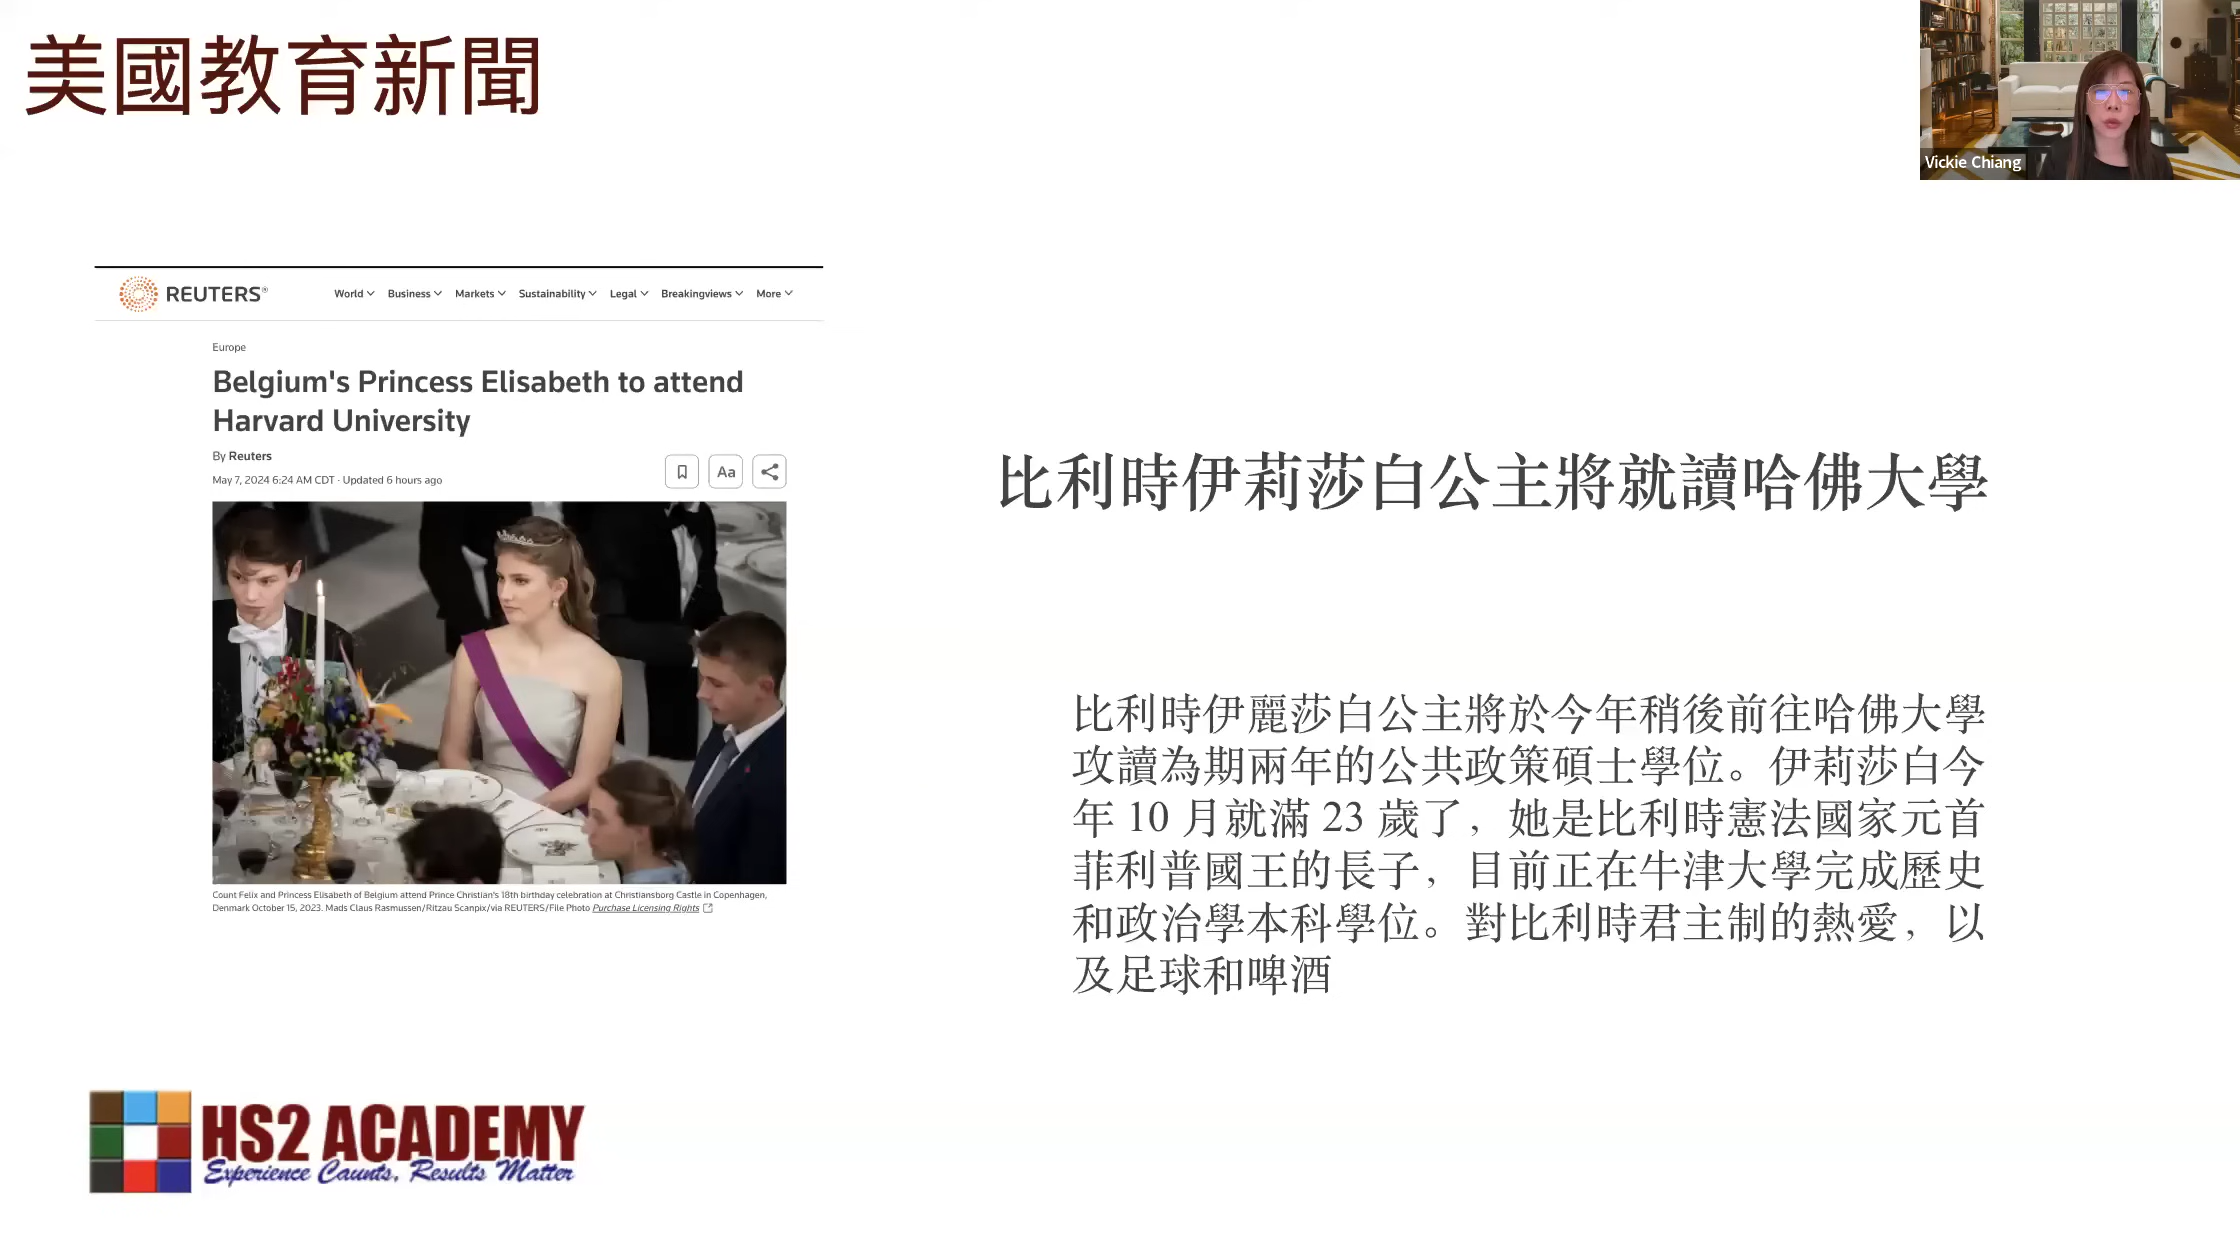 美國教育新聞
Vickie Chiang
REUTERS®
World Business Markets Sustainability Legal Breakingviews More
Europe
Belgium's Princess Elisabeth to attend
Harvard University
By Reuters
May 7, 2024 6:24 AM CDT · Updated 6 hours ago
Aa
Count Felix and Princess Elisabeth of Belgium attend Prince Christian's 18th birthday celebration at Christiansborg Castle in Copenhagen,
Denmark October 15, 2023. Mads Claus Rasmussen/Ritzau Scanpix/via REUTERS/File Photo Purchase Licensing Rights
比利時伊莉莎白公主將就讀哈佛大學
比利時伊麗莎白公主將於今年稍後前往哈佛大學
攻讀為期兩年的公共政策碩士學位。伊莉莎白今
年 10 月就滿 23 歲了，她是比利時憲法國家元首
菲利普國王的長子，目前正在牛津大學完成歷史
和政治學本科學位。對比利時君主制的熱愛，以
及足球和啤酒
HS2 ACADEMY
Experience Counts, Results Matter